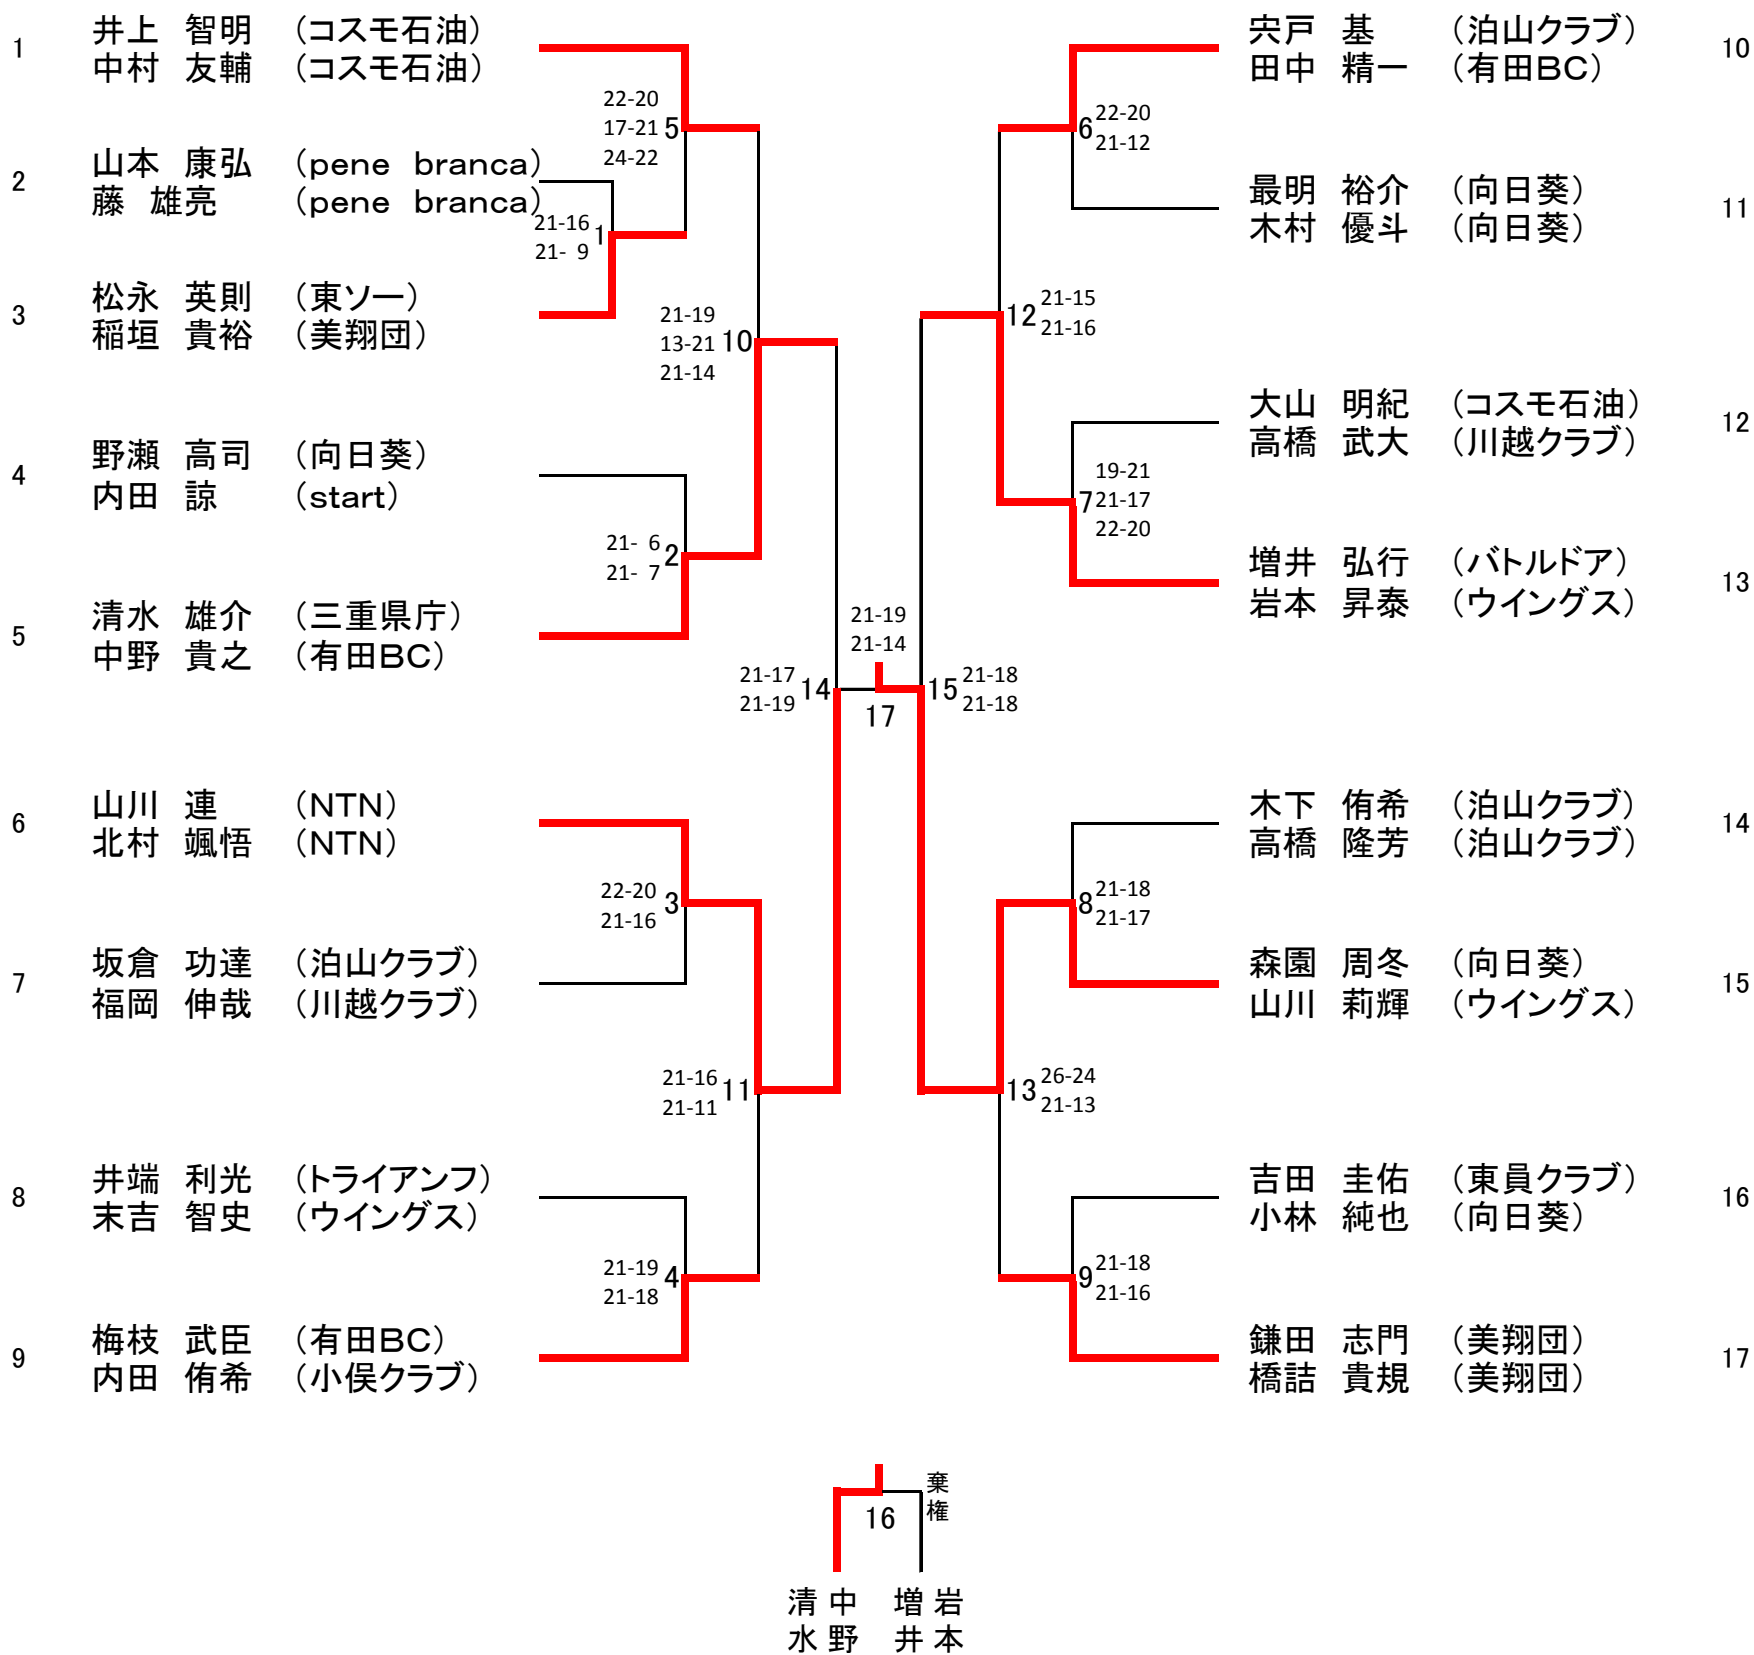 1 井上 智明 （コスモ石油）
中村 友輔 （コスモ石油）
2 山本 康弘 （pene branca）
藤 雄亮 （pene branca）
3 松永 英則 （東ソー）
稲垣 貴裕 （美翔団）
4 野瀬 高司 （向日葵）
内田 諒 （start）
5 清水 雄介 （三重県庁）
中野 貴之 （有田BC）
6 山川 連 （NTN）
北村 颯悟 （NTN）
7 坂倉 功達 （泊山クラブ）
福岡 伸哉 （川越クラブ）
8 井端 利光 （トライアンフ）
末吉 智史 （ウイングス）
9 梅枝 武臣 （有田BC）
内田 侑希 （小俣クラブ）
22-20
17-21 5
24-22
21-16 1
21- 9
21-19
13-21 10
21-14
21- 6 2
21- 7
21-17 14
21-19
22-20 3
21-16
21-16 11
21-11
21-19 4
21-18
21-19
21-14
17
宍戸 基 （泊山クラブ） 10
田中 精一 （有田BC）
最明 裕介 （向日葵） 11
木村 優斗 （向日葵）
大山 明紀 （コスモ石油） 12
高橋 武大 （川越クラブ）
増井 弘行 （バトルドア） 13
岩本 昇泰 （ウイングス）
木下 侑希 （泊山クラブ） 14
高橋 隆芳 （泊山クラブ）
森園 周冬 （向日葵） 15
山川 莉輝 （ウイングス）
吉田 圭佑 （東員クラブ） 16
小林 純也 （向日葵）
鎌田 志門 （美翔団） 17
橋詰 貴規 （美翔団）
6 22-20
21-12
12 21-15
21-16
19-21
7 21-17
22-20
15 21-18
21-18
8 21-18
21-17
13 26-24
21-13
9 21-18
21-16
16
棄権
清水
中野
増井
岩本